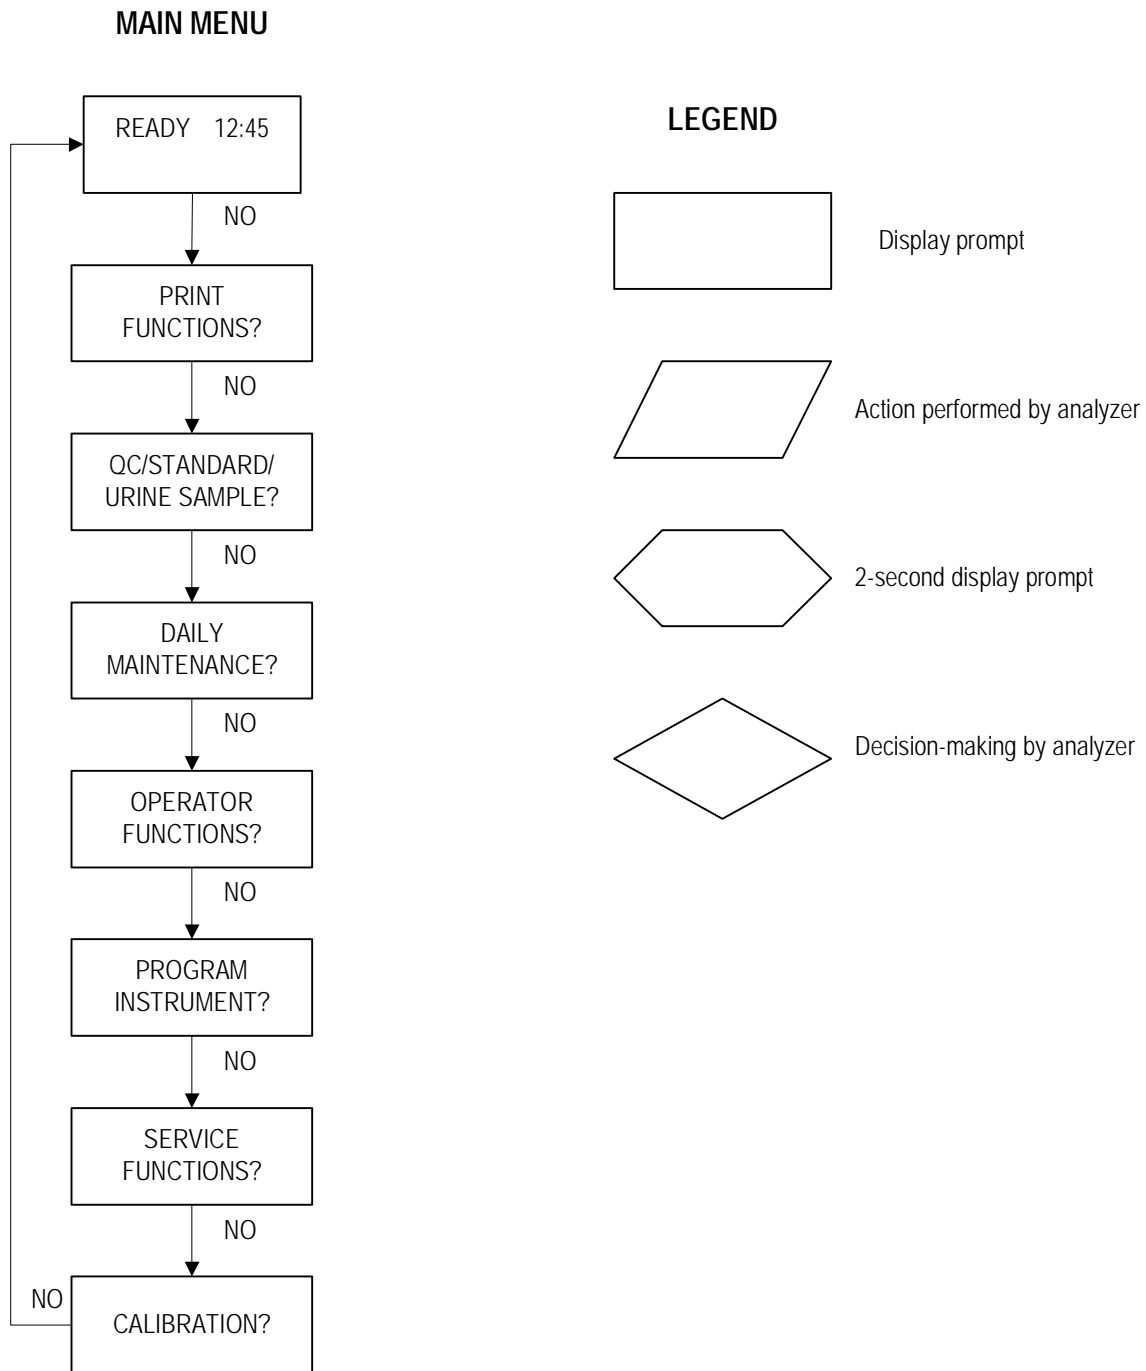 MAIN MENU
READY 12:45
NO
PRINT
FUNCTIONS?
NO
QC/STANDARD/
URINE SAMPLE?
NO
DAILY
MAINTENANCE?
NO
OPERATOR
FUNCTIONS?
NO
PROGRAM
INSTRUMENT?
NO
SERVICE
FUNCTIONS?
NO
CALIBRATION?
NO
LEGEND
Display prompt
Action performed by analyzer
2-second display prompt
Decision-making by analyzer